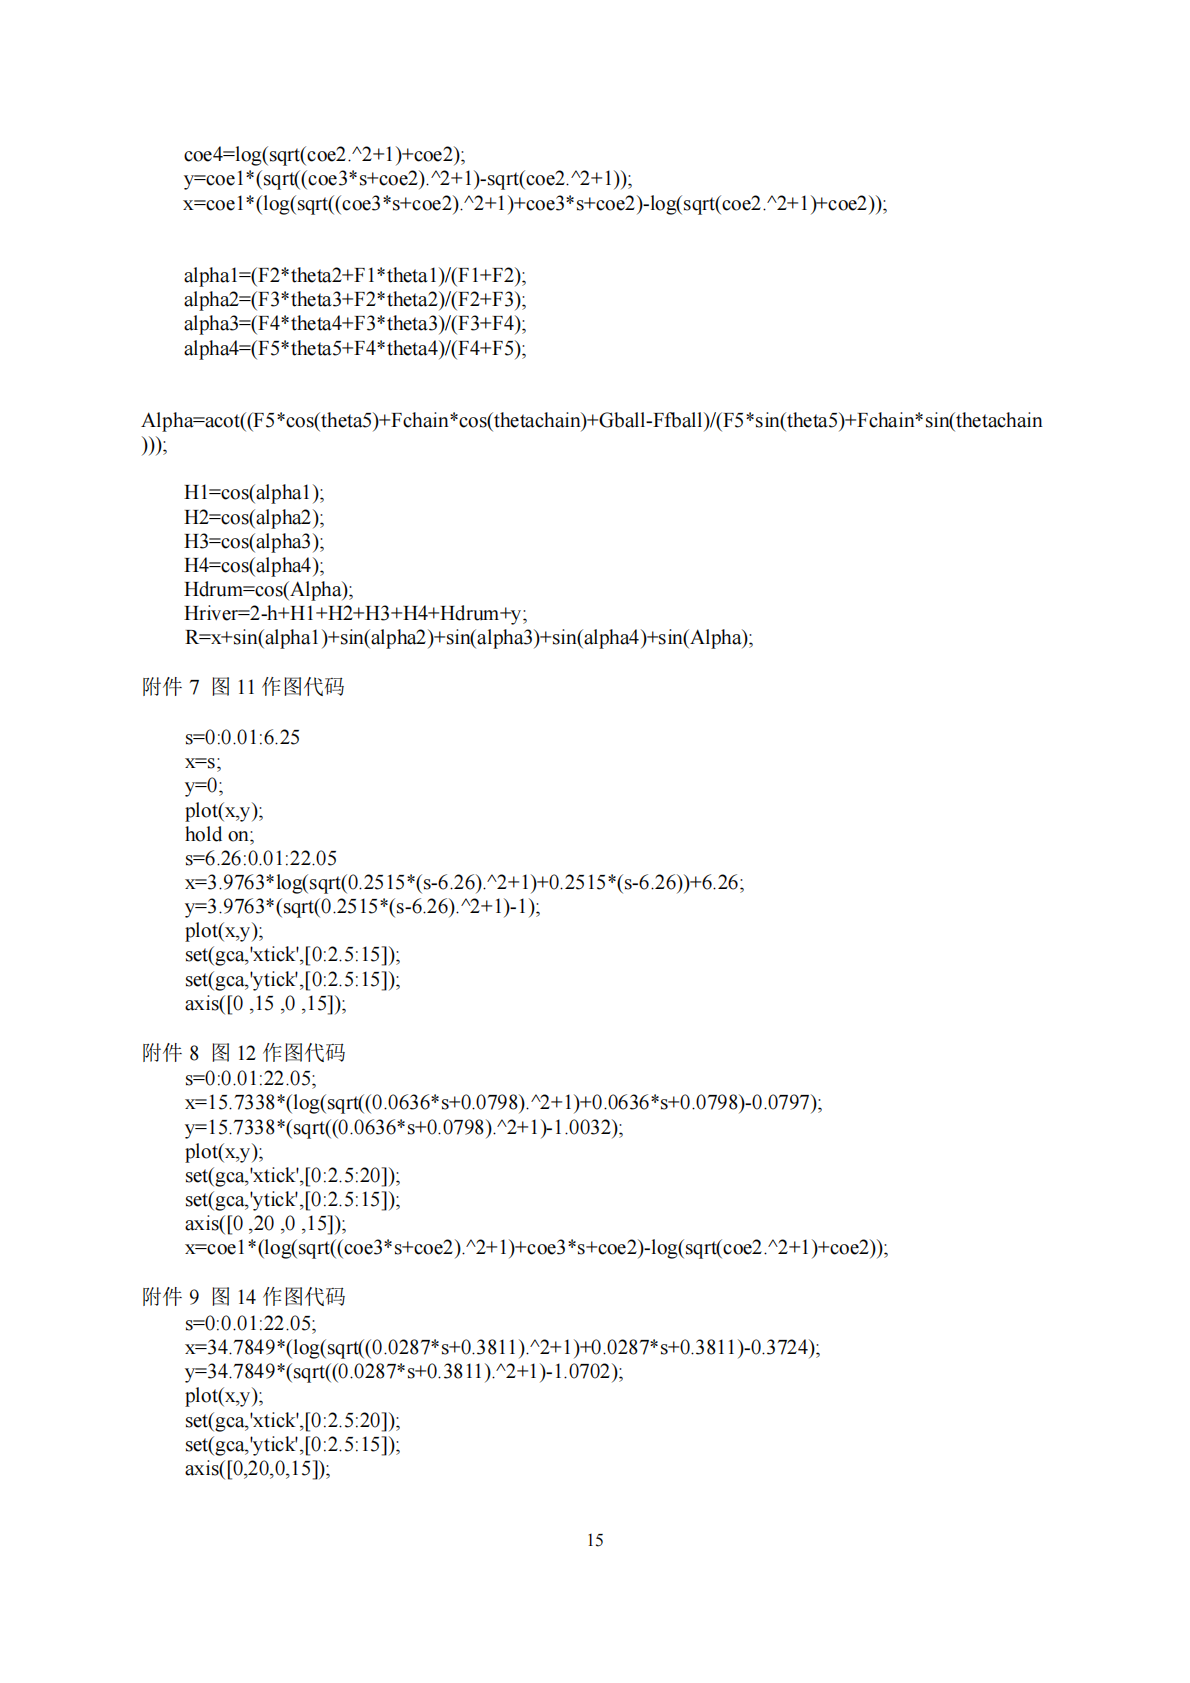 coe4=log(sqrt(coe2.^2+1)+coe2);
y=coe1*(sqrt((coe3*s+coe2).^2+1)-sqrt(coe2.^2+1));
x=coe1*(log(sqrt((coe3*s+coe2).^2+1)+coe3*s+coe2)-log(sqrt(coe2.^2+1)+coe2));
alpha1=(F2*theta2+F1*theta1)/(F1+F2);
alpha2=(F3*theta3+F2*theta2)/(F2+F3);
alpha3=(F4*theta4+F3*theta3)/(F3+F4);
alpha4=(F5*theta5+F4*theta4)/(F4+F5);
Alpha=acot((F5*cos(theta5)+Fchain*cos(thetachain)+Gball-Ffball)/(F5*sin(theta5)+Fchain*sin(thetachain
)));
H1=cos(alpha1);
H2=cos(alpha2);
H3=cos(alpha3);
H4=cos(alpha4);
Hdrum=cos(Alpha);
Hriver=2-h+H1+H2+H3+H4+Hdrum+y;
R=x+sin(alpha1)+sin(alpha2)+sin(alpha3)+sin(alpha4)+sin(Alpha);
附件 7 图 11 作图代码
s=0:0.01:6.25
x=s;
y=0;
plot(x,y);
hold on;
s=6.26:0.01:22.05
x=3.9763*log(sqrt(0.2515*(s-6.26).^2+1)+0.2515*(s-6.26))+6.26;
y=3.9763*(sqrt(0.2515*(s-6.26).^2+1)-1);
plot(x,y);
set(gca,'xtick',[0:2.5:15]);
set(gca,'ytick',[0:2.5:15]);
axis([0 ,15 ,0 ,15]);
附件 8 图 12 作图代码
s=0:0.01:22.05;
x=15.7338*(log(sqrt((0.0636*s+0.0798).^2+1)+0.0636*s+0.0798)-0.0797);
y=15.7338*(sqrt((0.0636*s+0.0798).^2+1)-1.0032);
plot(x,y);
set(gca,'xtick',[0:2.5:20]);
set(gca,'ytick',[0:2.5:15]);
axis([0 ,20 ,0 ,15]);
x=coe1*(log(sqrt((coe3*s+coe2).^2+1)+coe3*s+coe2)-log(sqrt(coe2.^2+1)+coe2));
附件 9 图 14 作图代码
s=0:0.01:22.05;
x=34.7849*(log(sqrt((0.0287*s+0.3811).^2+1)+0.0287*s+0.3811)-0.3724);
y=34.7849*(sqrt((0.0287*s+0.3811).^2+1)-1.0702);
plot(x,y);
set(gca,'xtick',[0:2.5:20]);
set(gca,'ytick',[0:2.5:15]);
axis([0,20,0,15]);
15